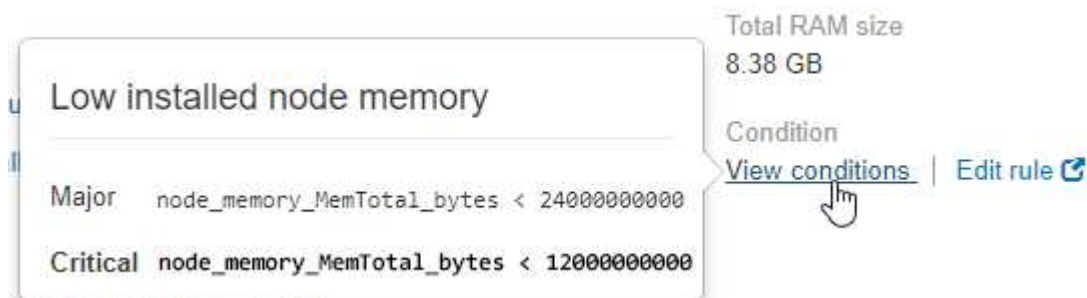 Total RAM size
8.38 GB
Low installed node memory
Condition
View conditions | Edit rule
Major node_memory_MemTotal_bytes < 24000000000
Critical node_memory_MemTotal_bytes < 12000000000